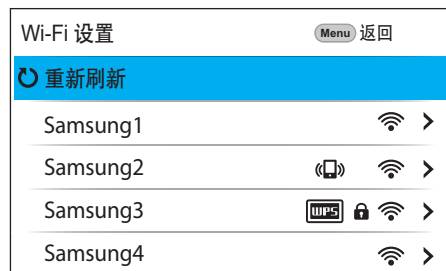 Wi-Fi 设置 Menu 返回
重新刷新
Samsung1
Samsung2
Samsung3 WPS
Samsung4